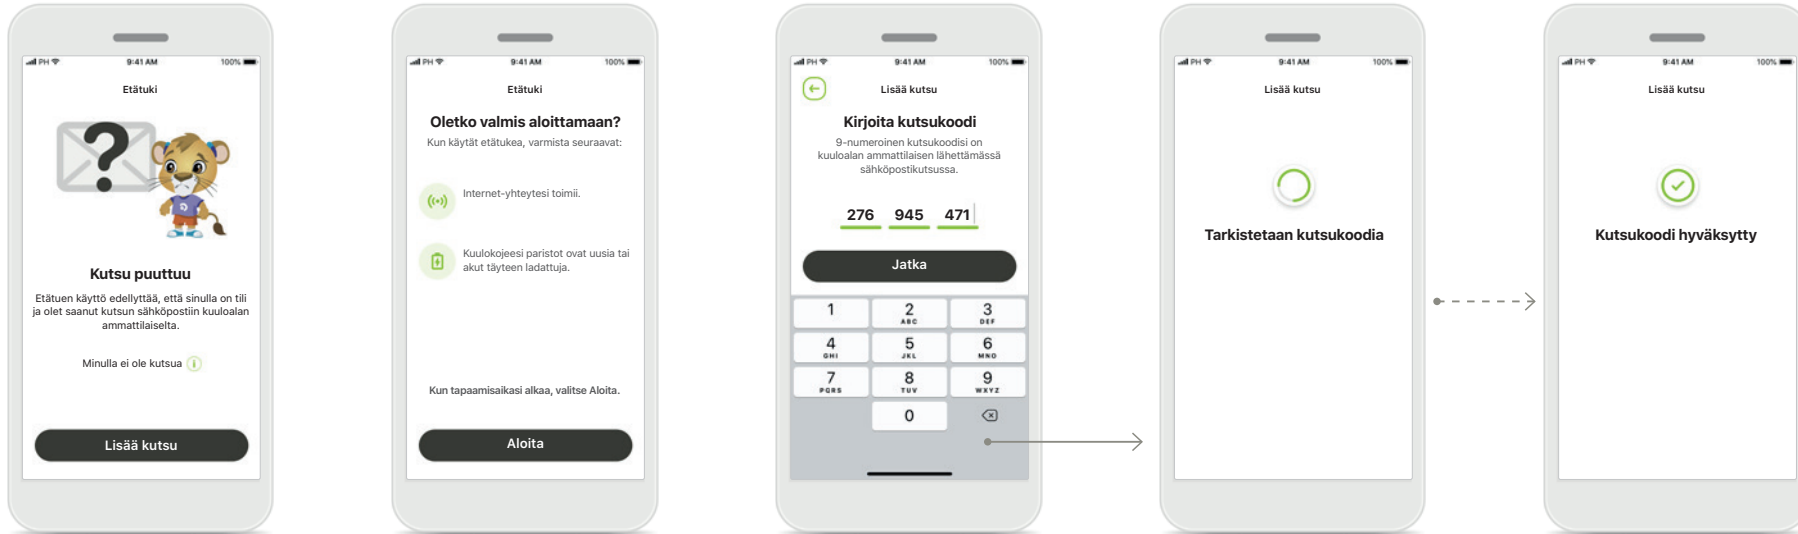 PH 9:41 AM 100%
Etätuki
Kutsu puuttuu
Etätuen käyttö edellyttää, että sinulla on tili
ja olet saanut kutsun sähköpostiin kuuloalan
ammattilaiselta.
Minulla ei ole kutsua
Lisää kutsu
PH 9:41 AM 100%
Etätuki
Oletko valmis aloittamaan?
Kun käytät etätukea, varmista seuraavat:
Internet-yhteytesi toimii.
Kuulokojeesi paristot ovat uusia tai
akut täyteen ladattuja.
Kun tapaamisaikasi alkaa, valitse Aloita.
Aloita
PH 9:41 AM 100%
Lisää kutsu
Kirjoita kutsukoodi
9-numeroinen kutsukoodisi on
kuuloalan ammattilaisen lähettämässä
sähköpostikutsussa.
276 945 471
Jatka
1 2 3
ABC DEF
4 5 6
GHI JKL MNO
7 8 9
PQRS TUV WXYZ
0
PH 9:41 AM 100%
Lisää kutsu
Tarkistetaan kutsukoodia
PH 9:41 AM 100%
Lisää kutsu
Kutsukoodi hyväksytty